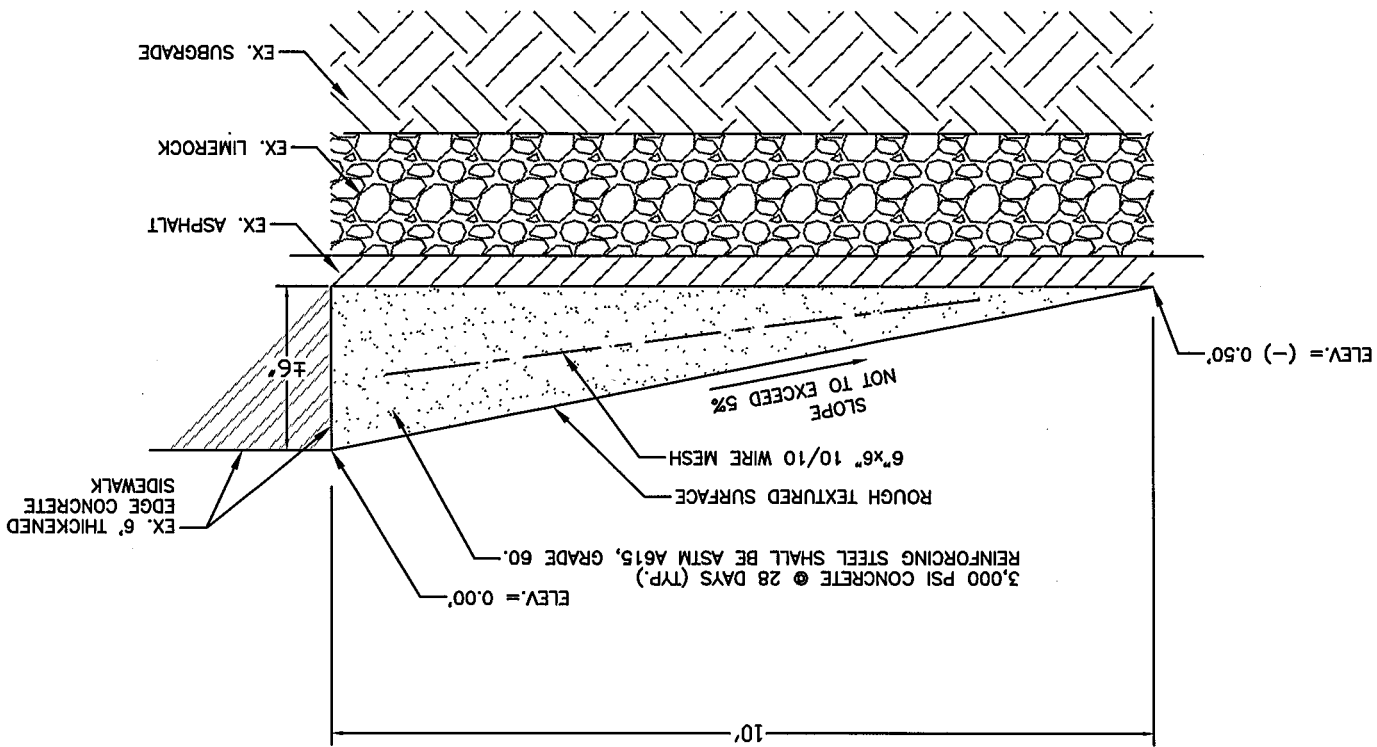 10'
ELEV.= 0.00'
3,000 PSI CONCRETE @ 28 DAYS (TYP.)
REINFORCING STEEL SHALL BE ASTM A615, GRADE 60.
EX. 6' THICKENED
EDGE CONCRETE
SIDEWALK
ROUGH TEXTURED SURFACE
6"x6" 10/10 WIRE MESH
SLOPE
NOT TO EXCEED 5%
±6"
ELEV.= (-) 0.50'
EX. ASPHALT
EX. LIMEROCK
EX. SUBGRADE